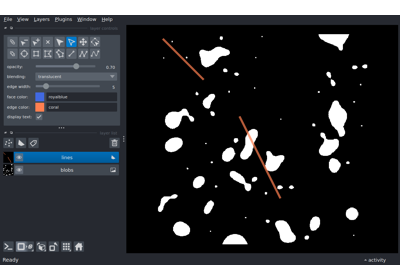 File View Layers Plugins Window Help
opacity: 0.70
blending: translucent
edge width: 5
face color: royalblue
edge color: coral
display text: ✓
lines
blobs
Ready
activity